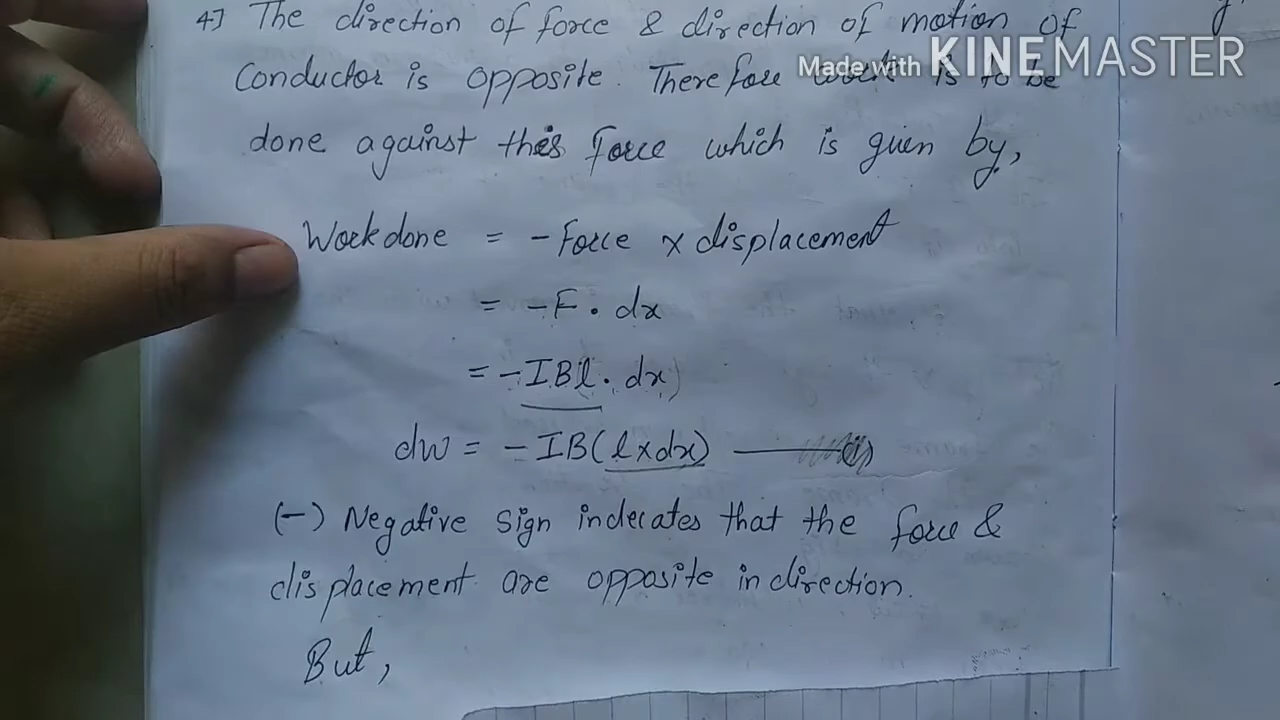 4] The direction of force & direction of motion of
Made with KINEMASTER
Conductor is opposite. Therefore work is to be
done against this Force which is given by,
Workdone = - Force x displacement
= -F. dx
= -IBl. dx)
dw = - IB(l x dx) (1)
(-) Negative sign indecates that the force &
displacement are opposite in direction.
But,